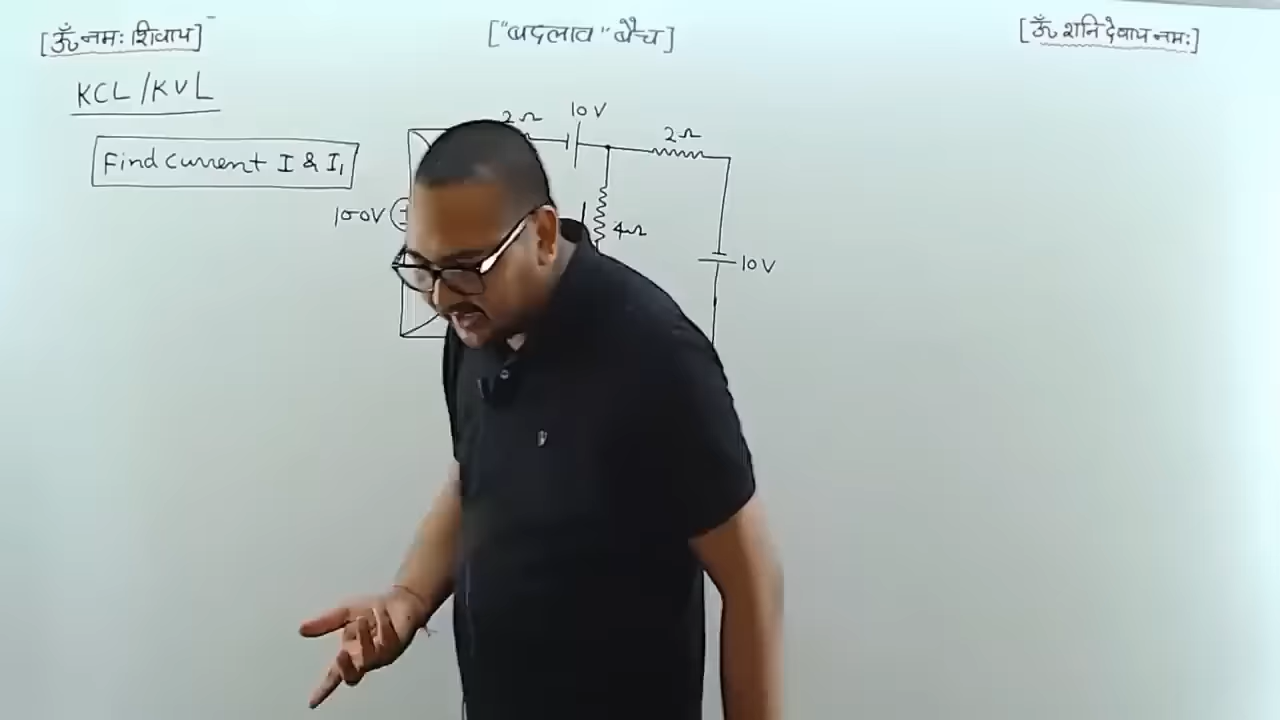 [ॐ नमः शिवाय]
["बदलाव" बैच]
[ॐ शनि देवाय नमः]
KCL/KVL
Find Current I & I₁
2Ω
10V
2Ω
100V
4Ω
10V